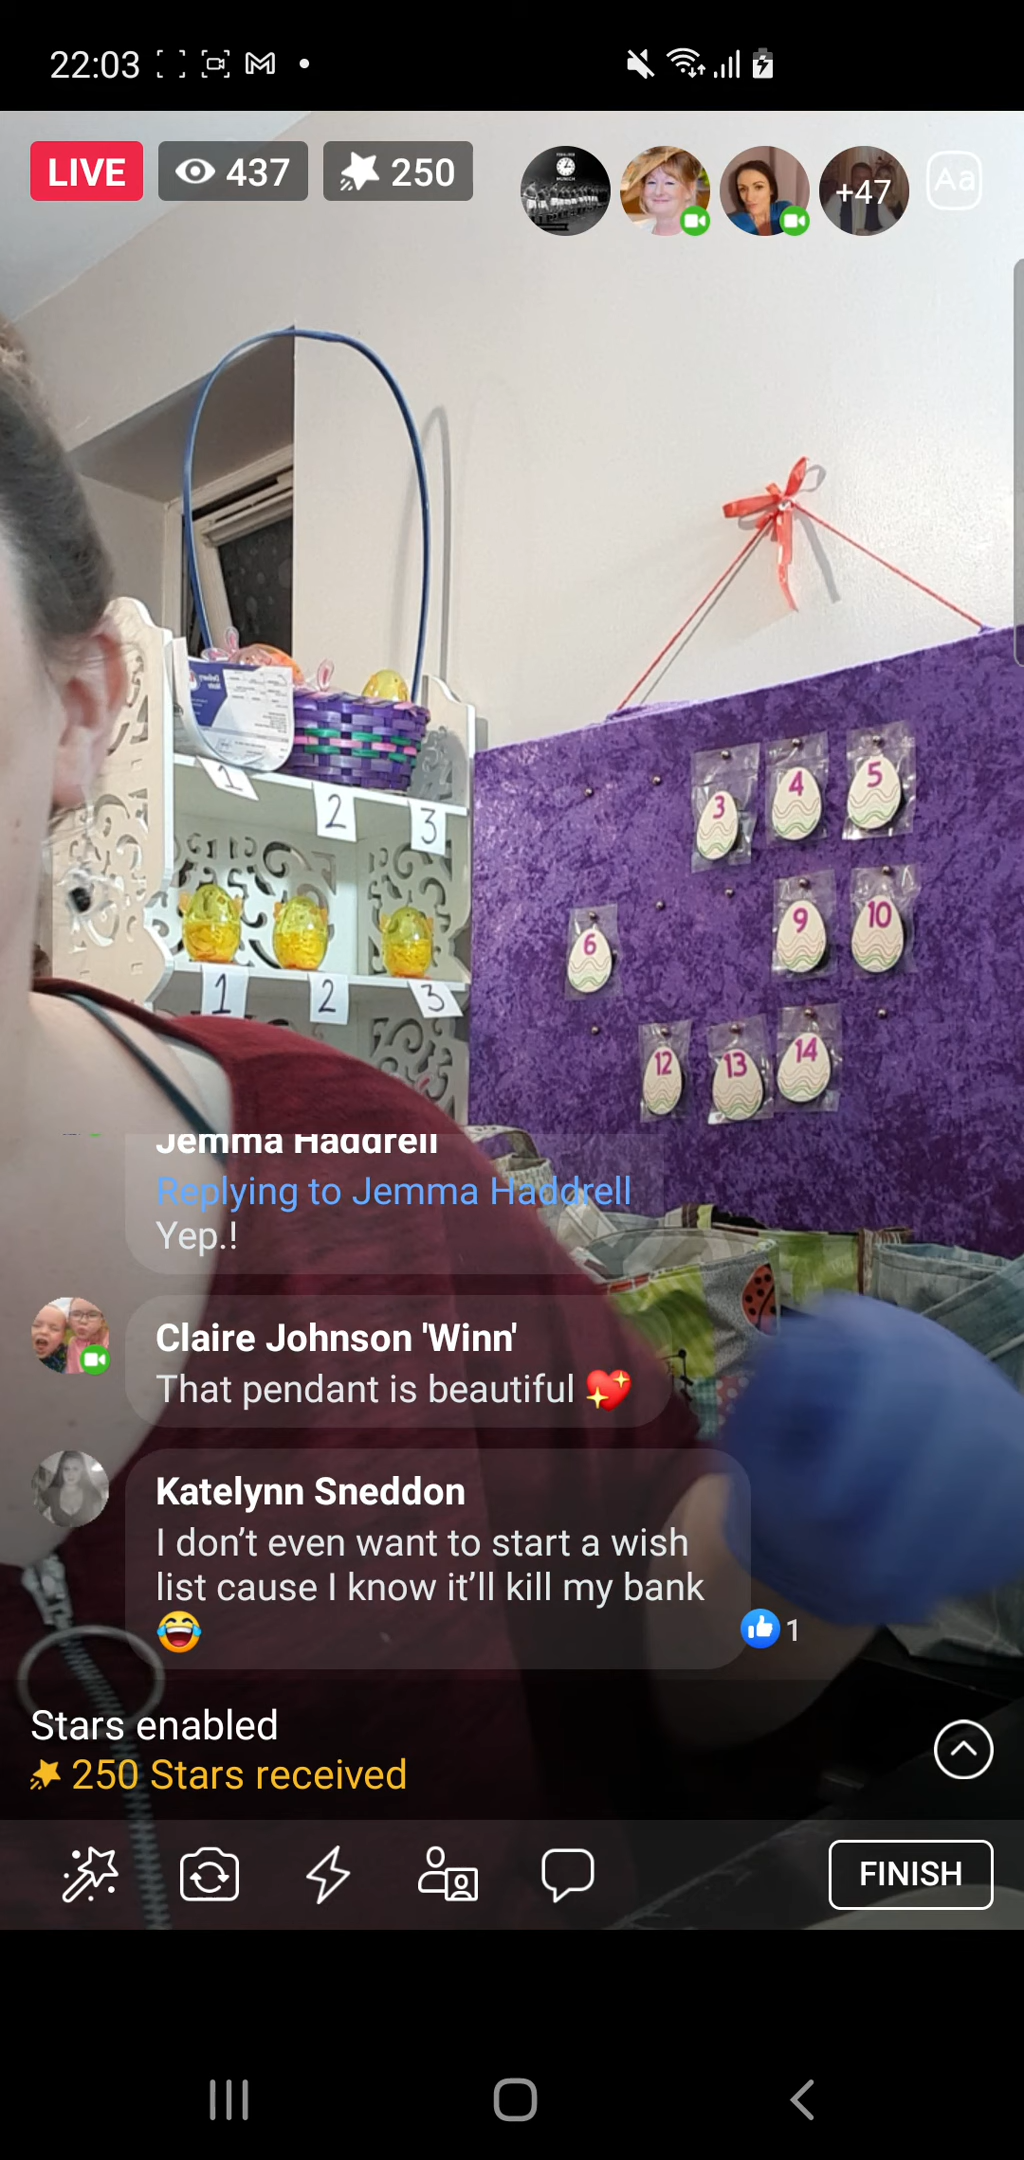 22:03
LIVE
437
250
+47
Aa
1
2
3
1
2
3
3
4
5
6
9
10
12
13
14
Jemma Haddrell
Replying to Jemma Haddrell
Yep.!
Claire Johnson 'Winn'
That pendant is beautiful 💖
Katelynn Sneddon
I don’t even want to start a wish
list cause I know it’ll kill my bank
😂
1
Stars enabled
250 Stars received
FINISH